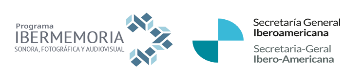 Programa
IBERMEMORIA
SONORA, FOTOGRÁFICA Y AUDIOVISUAL
Secretaría General
Iberoamericana
Secretaria-Geral
Ibero-Americana